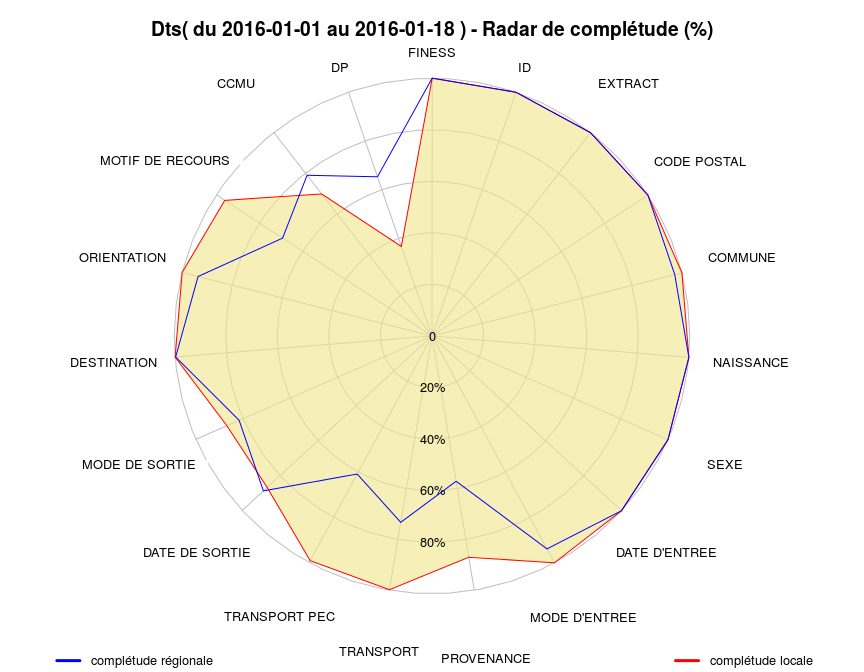 Dts( du 2016-01-01 au 2016-01-18 ) - Radar de complétude (%)
FINESS
ID
EXTRACT
CODE POSTAL
COMMUNE
NAISSANCE
SEXE
DATE D'ENTREE
MODE D'ENTREE
PROVENANCE
TRANSPORT
TRANSPORT PEC
DATE DE SORTIE
MODE DE SORTIE
DESTINATION
ORIENTATION
MOTIF DE RECOURS
CCMU
DP
0
20%
40%
60%
80%
complétude régionale
complétude locale